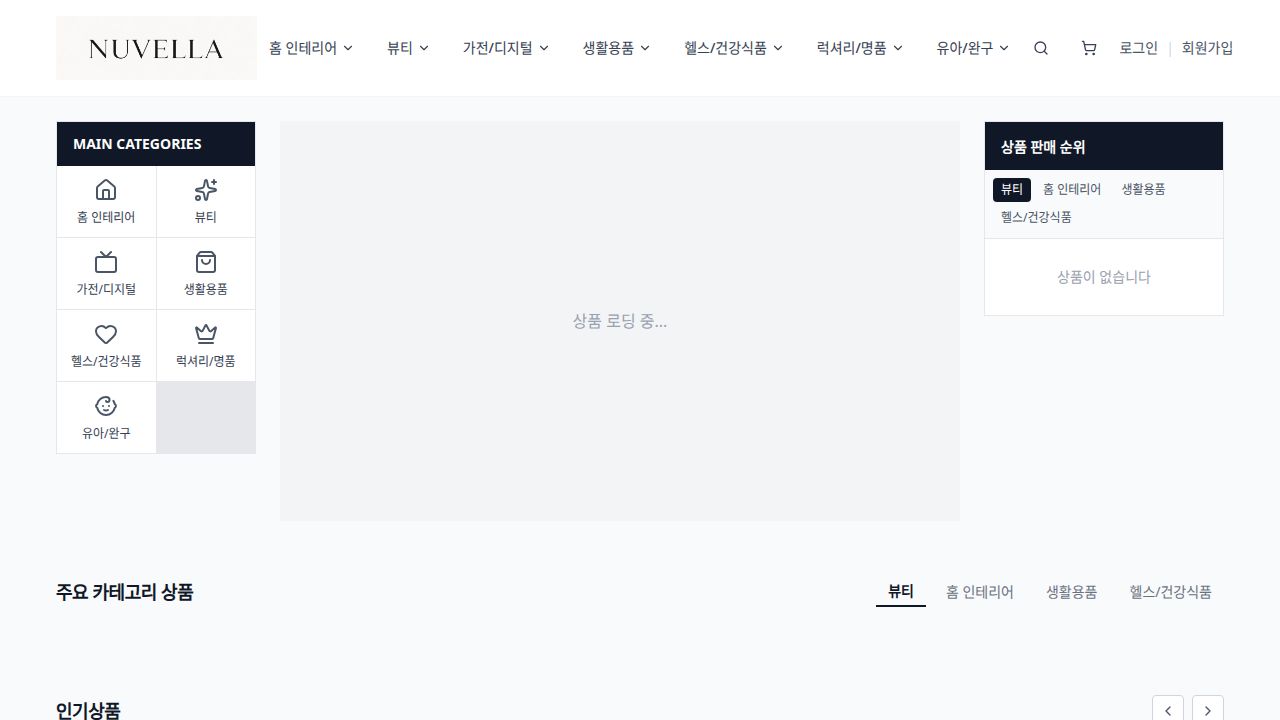 NUVELLA
홈 인테리어 뷰티 가전/디지털 생활용품 헬스/건강식품 럭셔리/명품 유아/완구 로그인 | 회원가입
MAIN CATEGORIES
홈 인테리어 뷰티
가전/디지털 생활용품
헬스/건강식품 럭셔리/명품
유아/완구
상품 로딩 중...
상품 판매 순위
뷰티 홈 인테리어 생활용품
헬스/건강식품
상품이 없습니다
주요 카테고리 상품
뷰티 홈 인테리어 생활용품 헬스/건강식품
인기상품